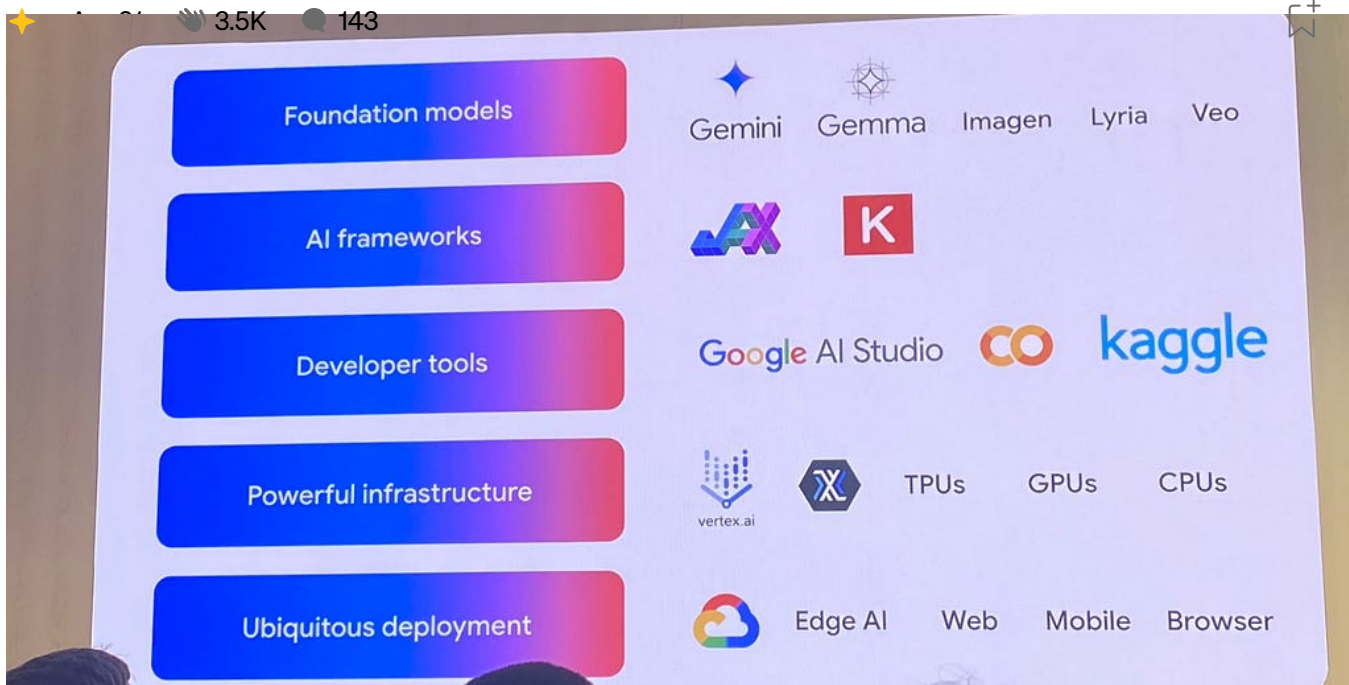 3.5K 143
Foundation models
Gemini Gemma Imagen Lyria Veo
AI frameworks
JAX K
Developer tools
Google AI Studio CO kaggle
Powerful infrastructure
vertex.ai TPUs GPUs CPUs
Ubiquitous deployment
Edge AI Web Mobile Browser